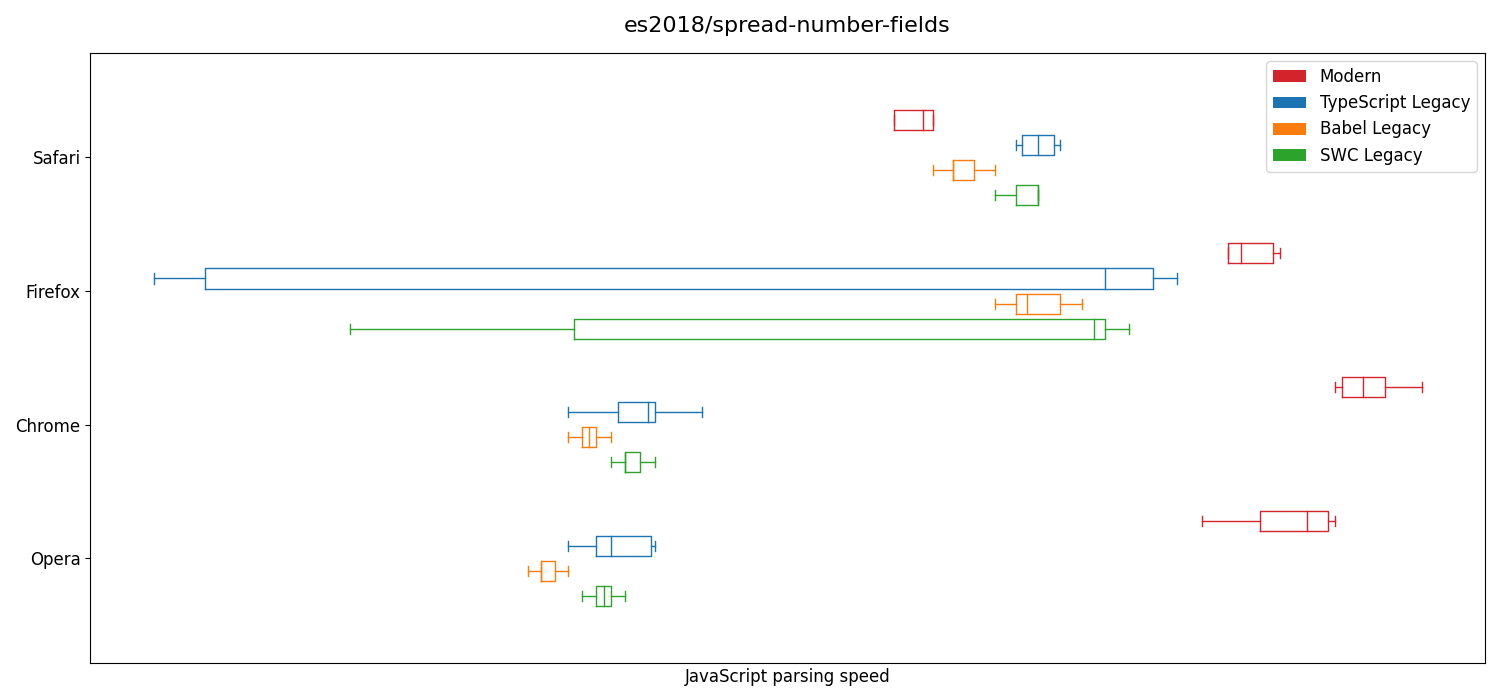 es2018/spread-number-fields
Modern
TypeScript Legacy
Babel Legacy
SWC Legacy
Safari
Firefox
Chrome
Opera
JavaScript parsing speed